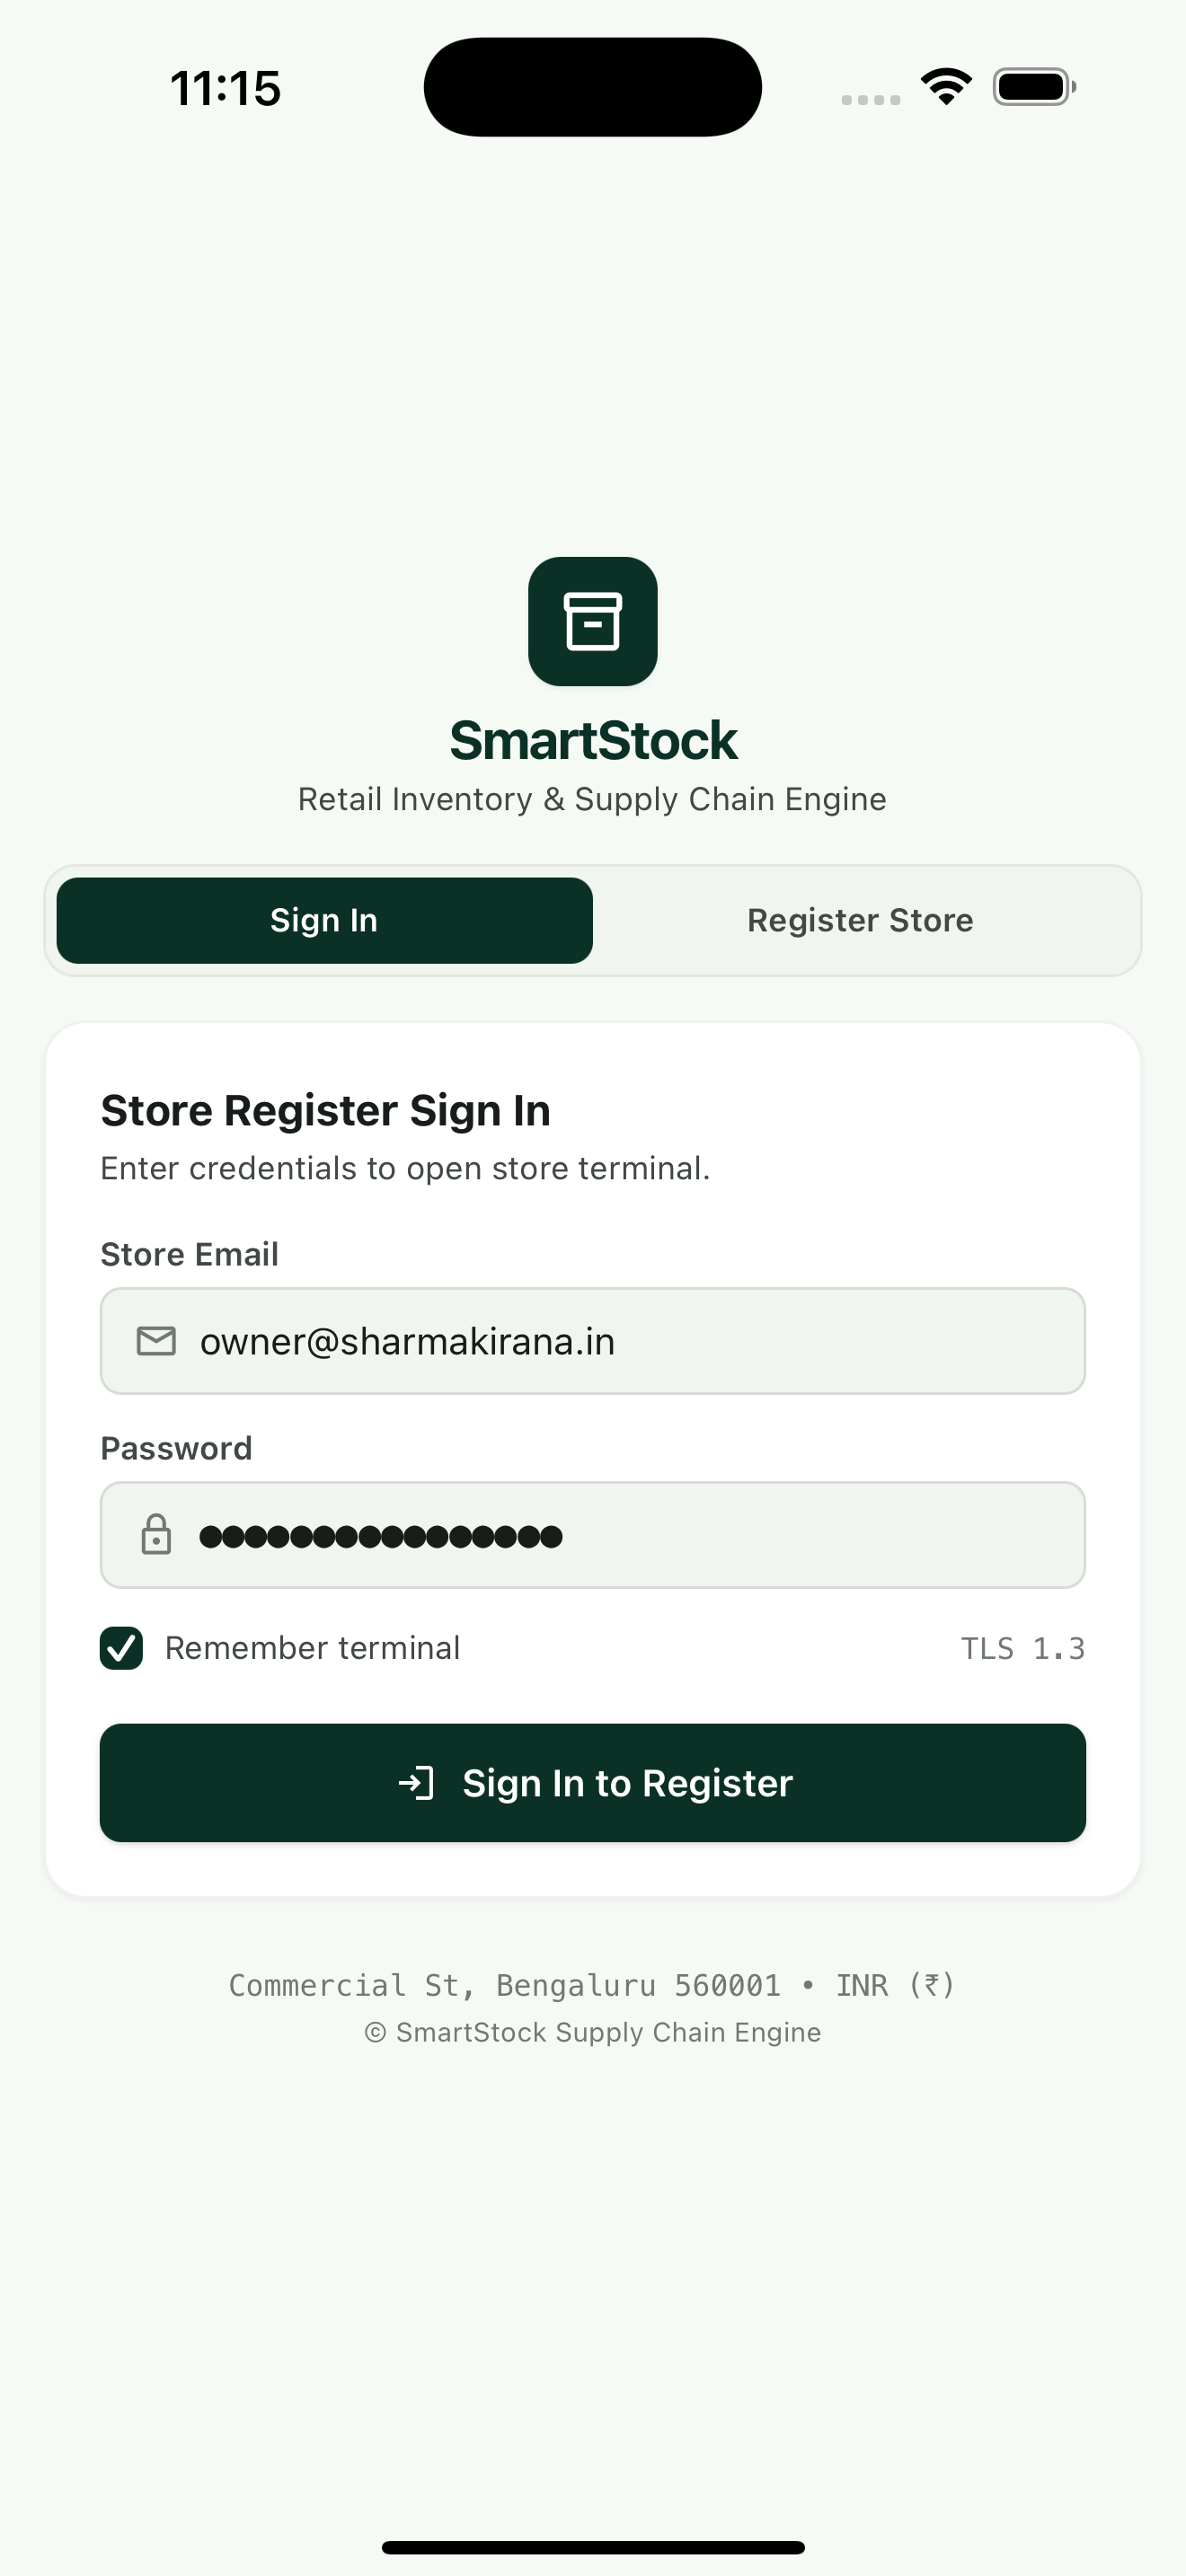 11:15
SmartStock
Retail Inventory & Supply Chain Engine
Sign In
Register Store
Store Register Sign In
Enter credentials to open store terminal.
Store Email
owner@sharmakirana.in
Password
●●●●●●●●●●●●●●●●
Remember terminal
TLS 1.3
Sign In to Register
Commercial St, Bengaluru 560001 • INR (₹)
© SmartStock Supply Chain Engine